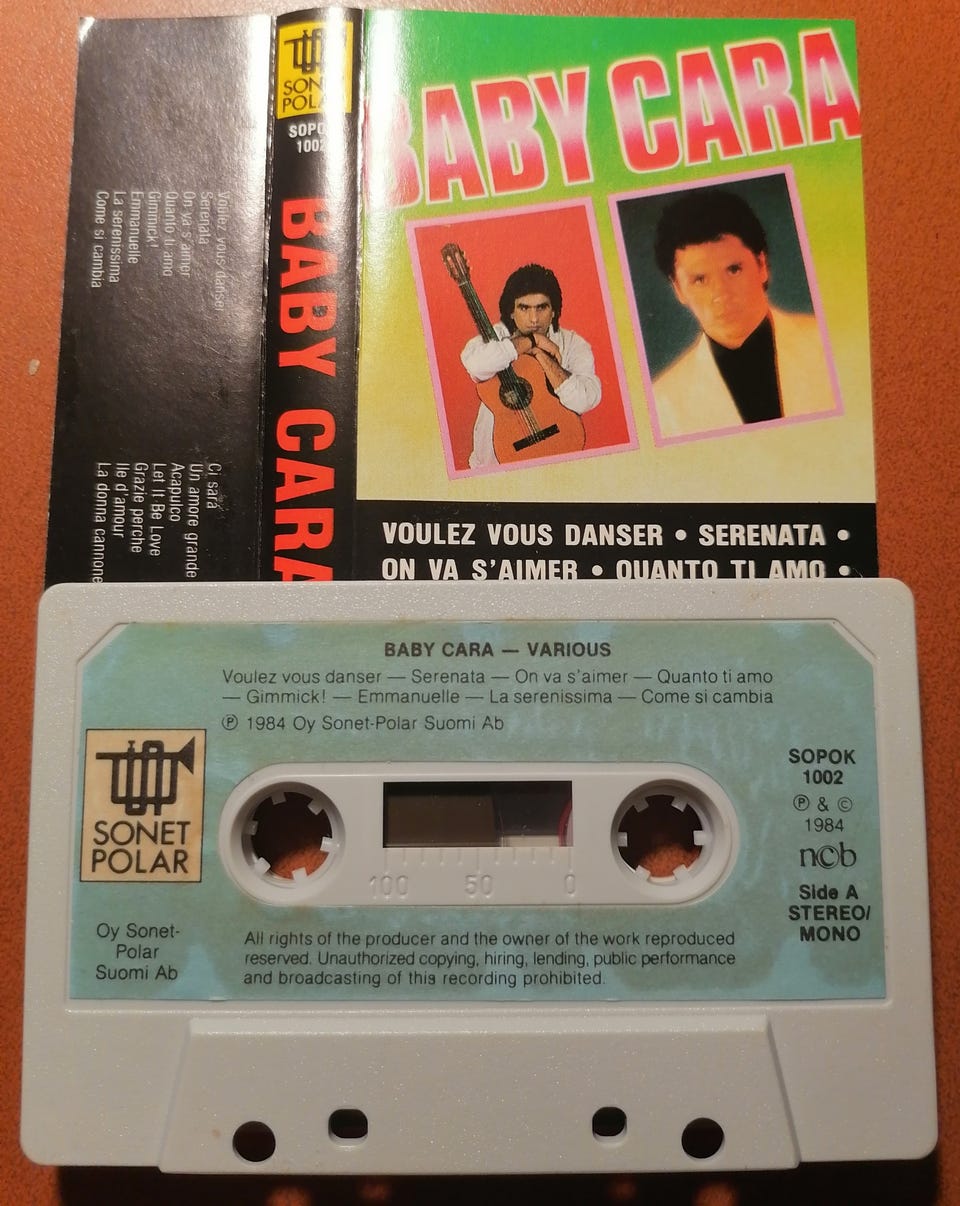 SONET
POLAR
SOPOK
1002
BABY CARA
Voulez vous danser
Serenata
On va s'aimer
Quanto ti amo
Gimmick!
Emmanuelle
La serenissima
Come si cambia
Ci sarà
Un amore grande
Acapulco
Let It Be Love
Grazie perche
Ile d'amour
La donna cannone
BABY CARA
VOULEZ VOUS DANSER • SERENATA •
ON VA S'AIMER • QUANTO TI AMO •
BABY CARA — VARIOUS
Voulez vous danser — Serenata — On va s'aimer — Quanto ti amo
— Gimmick! — Emmanuelle — La serenissima — Come si cambia
Ⓟ 1984 Oy Sonet-Polar Suomi Ab
SONET
POLAR
SOPOK
1002
Ⓟ & ©
1984
ncb
Side A
STEREO/
MONO
100 50 0
Oy Sonet-
Polar
Suomi Ab
All rights of the producer and the owner of the work reproduced
reserved. Unauthorized copying, hiring, lending, public performance
and broadcasting of this recording prohibited.